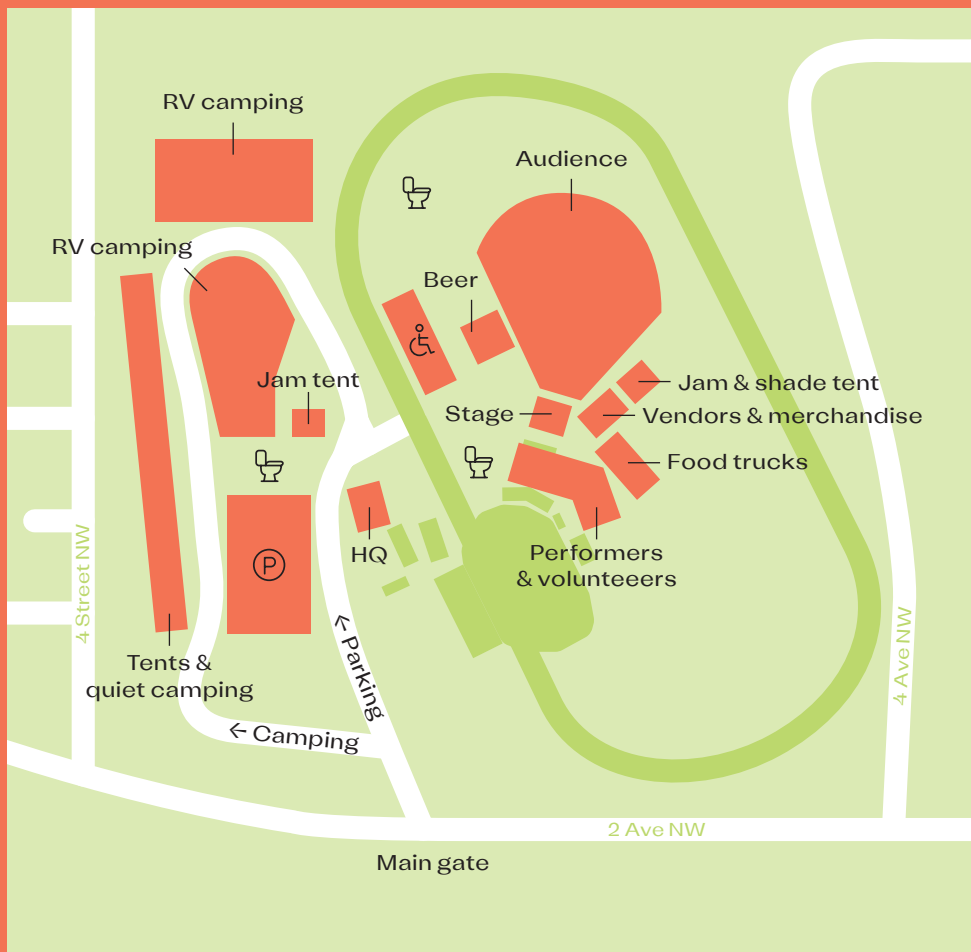 RV camping
Audience
RV camping
Beer
Jam tent
Jam & shade tent
Stage
Vendors & merchandise
Food trucks
P
HQ
Performers
& volunteeers
4 Street NW
Tents &
quiet camping
← Parking
← Camping
4 Ave NW
2 Ave NW
Main gate